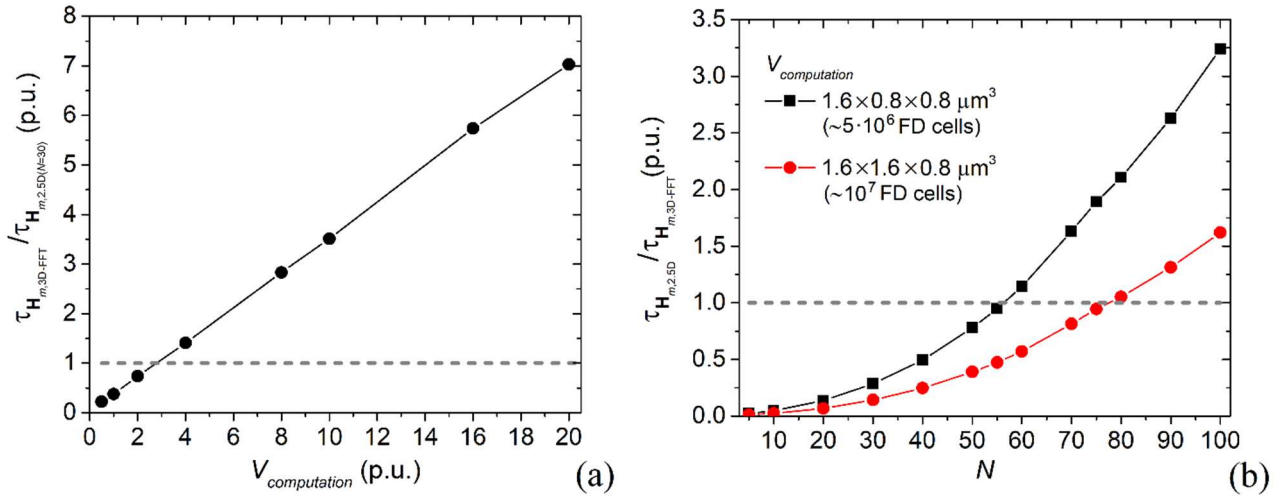 8
7
6
5
4
3
2
1
0
τHm,3D-FFT/τHm,2.5D(N=30) (p.u.)
0 2 4 6 8 10 12 14 16 18 20
Vcomputation (p.u.)
(a)
3.5
3.0
2.5
2.0
1.5
1.0
0.5
0.0
τHm,2.5D/τHm,3D-FFT (p.u.)
Vcomputation
1.6×0.8×0.8 μm³
(~5·10⁶ FD cells)
1.6×1.6×0.8 μm³
(~10⁷ FD cells)
10 20 30 40 50 60 70 80 90 100
N
(b)